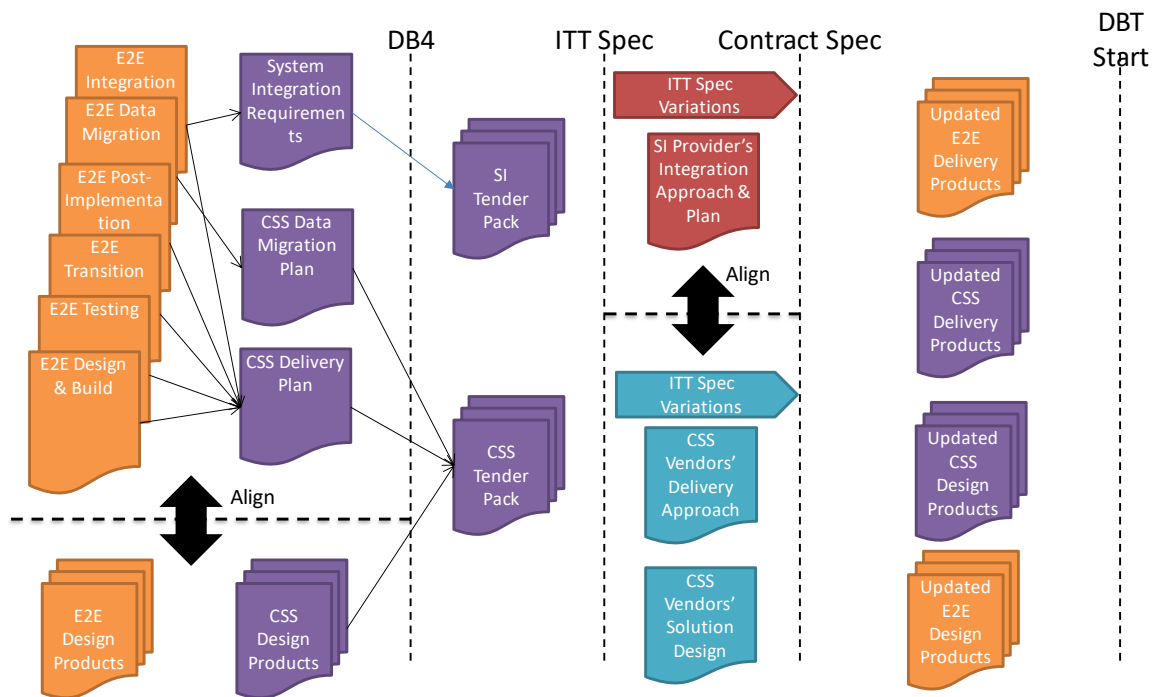 DB4
ITT Spec
Contract Spec
DBT
Start
E2E
Integration
E2E Data
Migration
E2E Post-
Implementa
tion
E2E
Transition
E2E Testing
E2E Design
& Build
System
Integration
Requiremen
ts
CSS Data
Migration
Plan
CSS Delivery
Plan
Align
E2E
Design
Products
CSS
Design
Products
SI
Tender
Pack
CSS
Tender
Pack
ITT Spec
Variations
SI Provider’s
Integration
Approach &
Plan
Align
ITT Spec
Variations
CSS
Vendors’
Delivery
Approach
CSS
Vendors’
Solution
Design
Updated
E2E
Delivery
Products
Updated
CSS
Delivery
Products
Updated
CSS
Design
Products
Updated
E2E
Design
Products